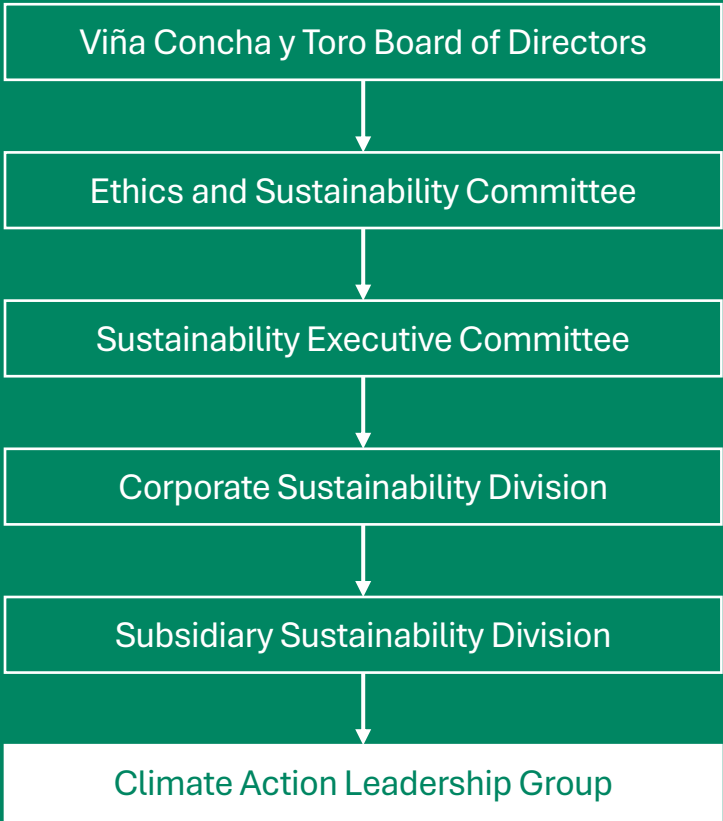 Viña Concha y Toro Board of Directors
Ethics and Sustainability Committee
Sustainability Executive Committee
Corporate Sustainability Division
Subsidiary Sustainability Division
Climate Action Leadership Group